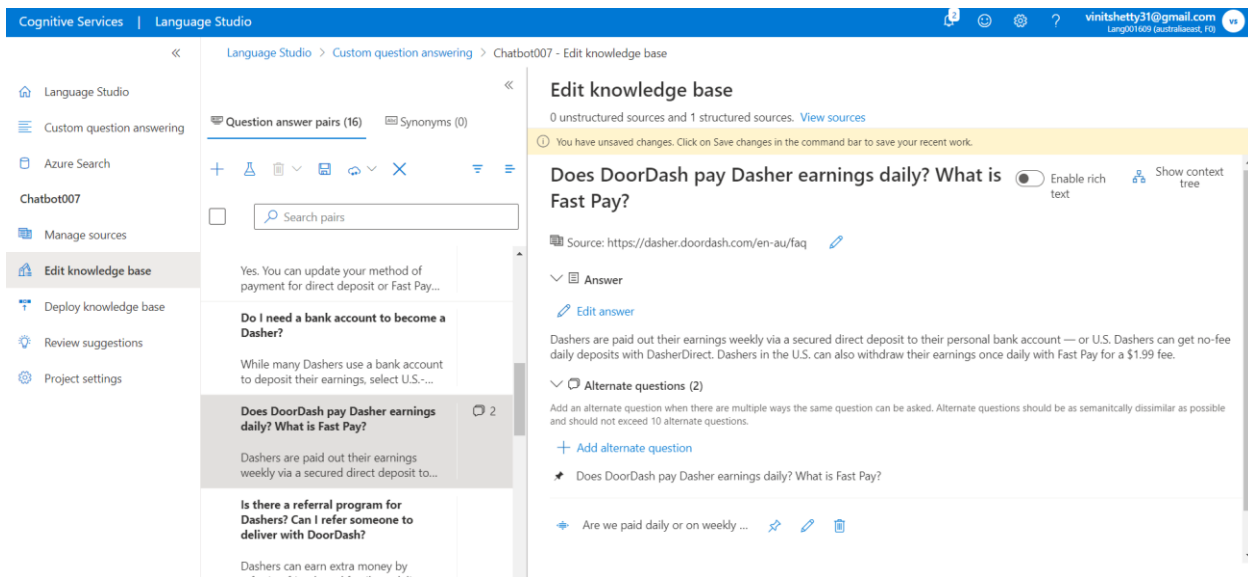 Cognitive Services | Language Studio
2
vinitshetty31@gmail.com
Lang001609 (australiaeast, F0)
VS
Language Studio > Custom question answering > Chatbot007 - Edit knowledge base
Language Studio
Custom question answering
Azure Search
Chatbot007
Manage sources
Edit knowledge base
Deploy knowledge base
Review suggestions
Project settings
Question answer pairs (16)
Synonyms (0)
Search pairs
Yes. You can update your method of
payment for direct deposit or Fast Pay...
Do I need a bank account to become a
Dasher?
While many Dashers use a bank account
to deposit their earnings, select U.S.-...
Does DoorDash pay Dasher earnings
daily? What is Fast Pay?
2
Dashers are paid out their earnings
weekly via a secured direct deposit to...
Is there a referral program for
Dashers? Can I refer someone to
deliver with DoorDash?
Dashers can earn extra money by
Edit knowledge base
0 unstructured sources and 1 structured sources. View sources
You have unsaved changes. Click on Save changes in the command bar to save your recent work.
Does DoorDash pay Dasher earnings daily? What is
Fast Pay?
Enable rich
text
Show context
tree
Source: https://dasher.doordash.com/en-au/faq
Answer
Edit answer
Dashers are paid out their earnings weekly via a secured direct deposit to their personal bank account — or U.S. Dashers can get no-fee
daily deposits with DasherDirect. Dashers in the U.S. can also withdraw their earnings once daily with Fast Pay for a $1.99 fee.
Alternate questions (2)
Add an alternate question when there are multiple ways the same question can be asked. Alternate questions should be as semanitcally dissimilar as possible
and should not exceed 10 alternate questions.
Add alternate question
Does DoorDash pay Dasher earnings daily? What is Fast Pay?
Are we paid daily or on weekly ...